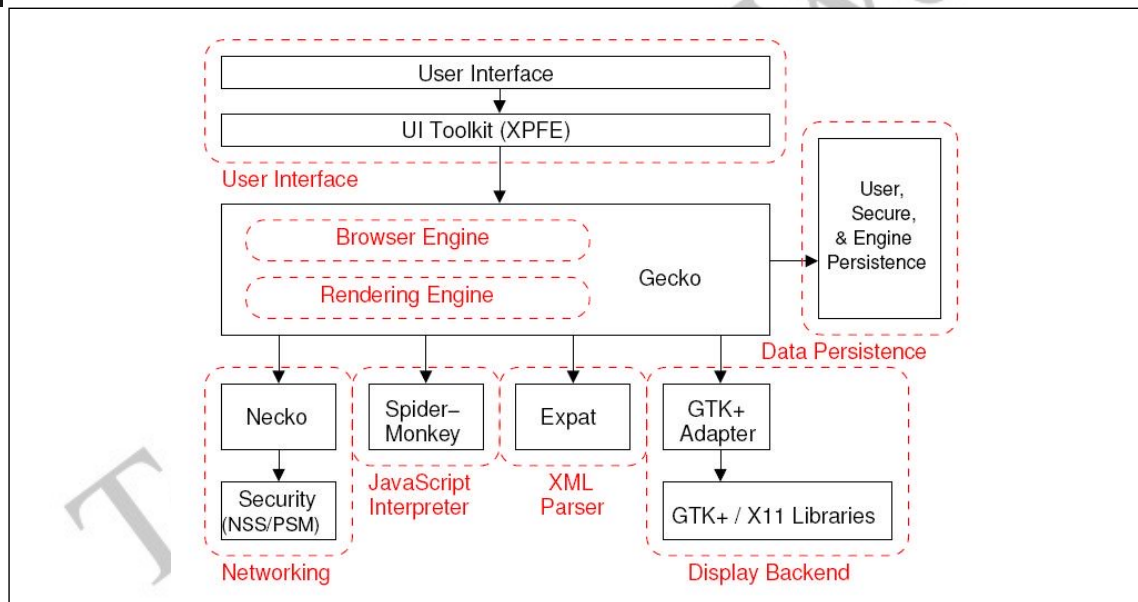 User Interface
UI Toolkit (XPFE)
User Interface
User,
Secure,
& Engine
Persistence
Browser Engine
Rendering Engine
Gecko
Data Persistence
Necko
Spider–
Monkey
Expat
GTK+
Adapter
JavaScript
Interpreter
XML
Parser
Security
(NSS/PSM)
GTK+ / X11 Libraries
Networking
Display Backend